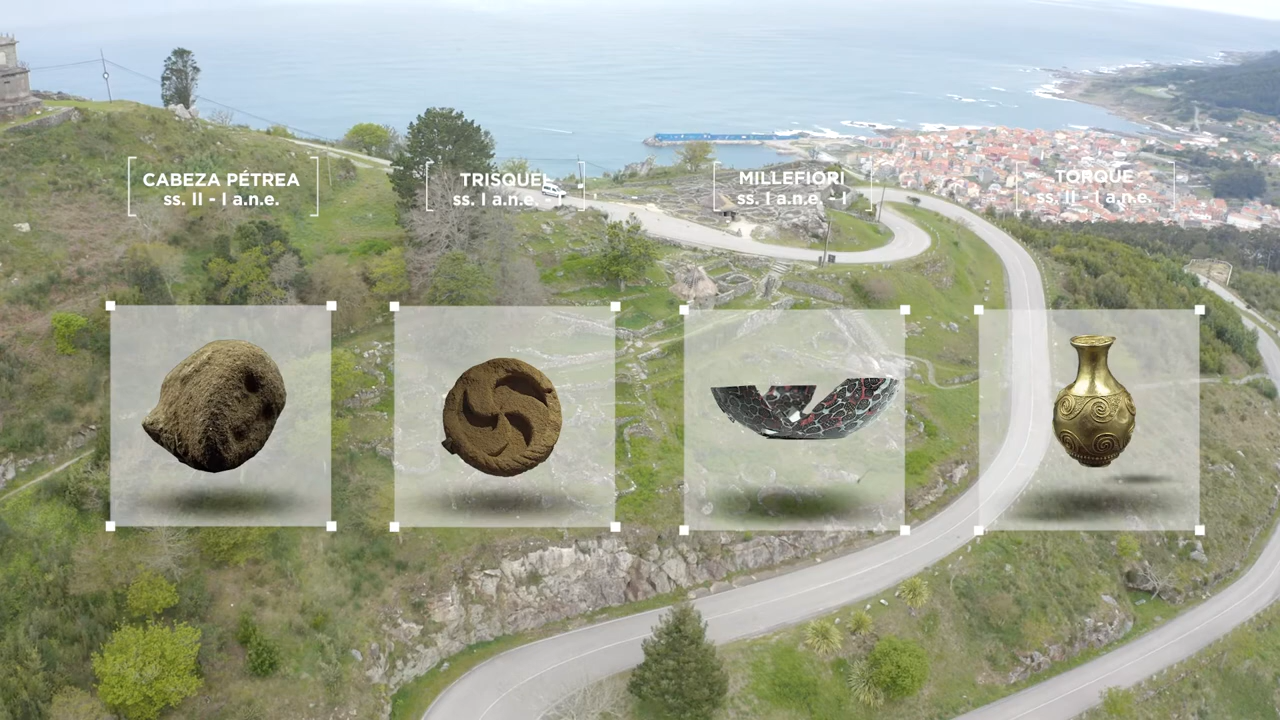 CABEZA PÉTREA
ss. II - I a.n.e.
TRISQUEL
ss. I a.n.e. - I
MILLEFIORI
ss. I a.n.e. - I
TORQUE
ss. II - I a.n.e.